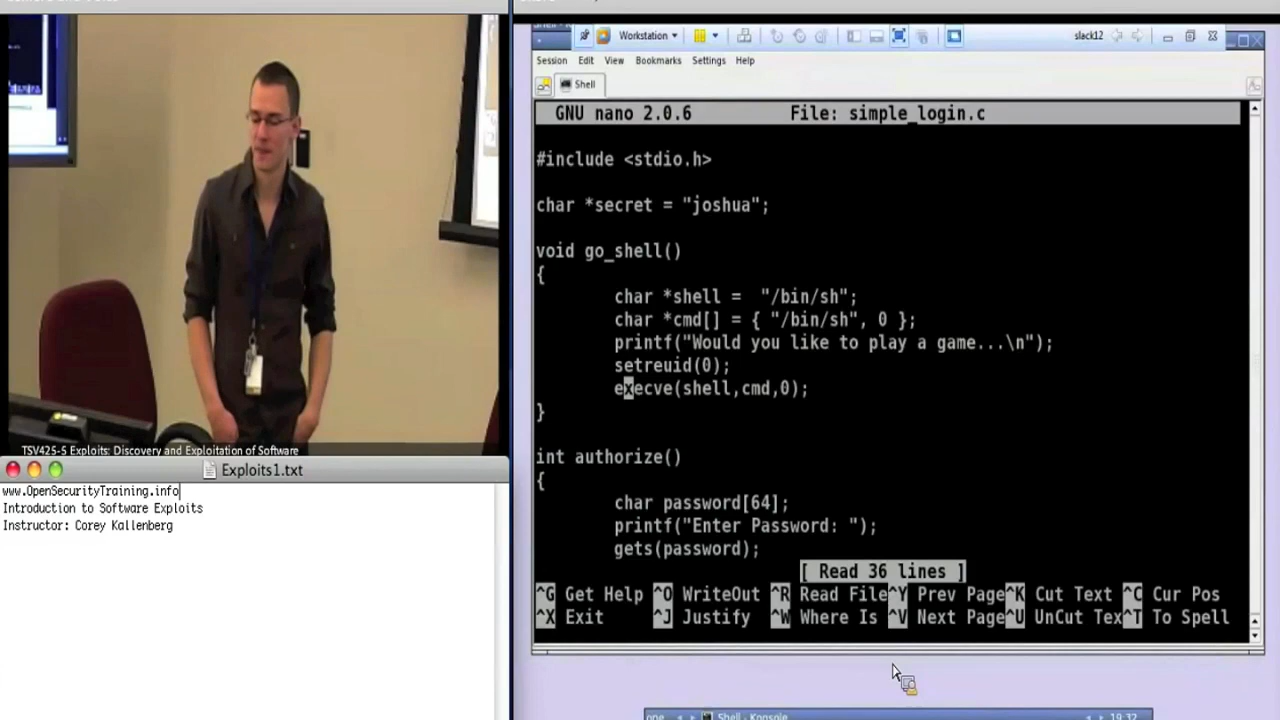 TSV425-S Exploits: Discovery and Exploitation of Software
Exploits1.txt
www.OpenSecurityTraining.info
Introduction to Software Exploits
Instructor: Corey Kallenberg
Workstation
slack12
Session Edit View Bookmarks Settings Help
Shell
GNU nano 2.0.6 File: simple_login.c
#include <stdio.h>
char *secret = "joshua";
void go_shell()
{
char *shell = "/bin/sh";
char *cmd[] = { "/bin/sh", 0 };
printf("Would you like to play a game...\n");
setreuid(0);
execve(shell,cmd,0);
}
int authorize()
{
char password[64];
printf("Enter Password: ");
gets(password);
[ Read 36 lines ]
^G Get Help ^O WriteOut ^R Read File ^Y Prev Page ^K Cut Text ^C Cur Pos
^X Exit ^J Justify ^W Where Is ^V Next Page ^U UnCut Tex ^T To Spell
Shell - Konsole
19:32